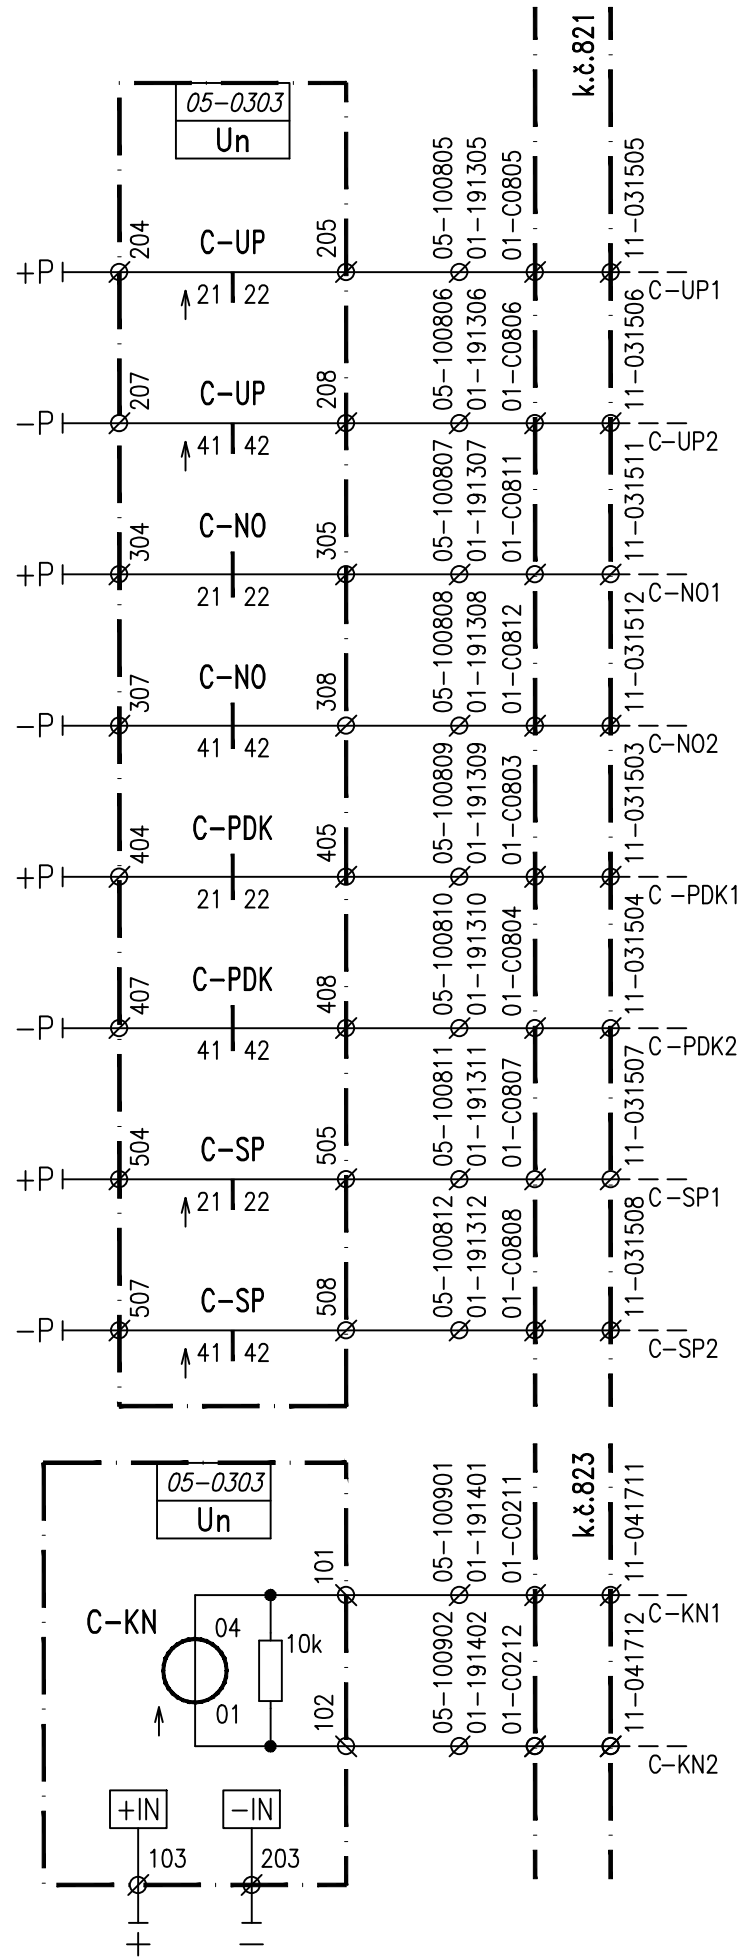 k.č.821
05-0303
Un
204
C-UP
205
05-100805
01-191305
01-C0805
11-031505
+P
21 22
C-UP1
207
C-UP
208
05-100806
01-191306
01-C0806
11-031506
-P
41 42
C-UP2
304
C-NO
305
05-100807
01-191307
01-C0811
11-031511
+P
21 22
C-NO1
307
C-NO
308
05-100808
01-191308
01-C0812
11-031512
-P
41 42
C-NO2
404
C-PDK
405
05-100809
01-191309
01-C0803
11-031503
+P
21 22
C-PDK1
407
C-PDK
408
05-100810
01-191310
01-C0804
11-031504
-P
41 42
C-PDK2
504
C-SP
505
05-100811
01-191311
01-C0807
11-031507
+P
21 22
C-SP1
507
C-SP
508
05-100812
01-191312
01-C0808
11-031508
-P
41 42
C-SP2
k.č.823
05-0303
Un
101
05-100901
01-191401
01-C0211
11-041711
C-KN1
C-KN
04
10k
01
102
05-100902
01-191402
01-C0212
11-041712
C-KN2
+IN
-IN
103
203
+
-